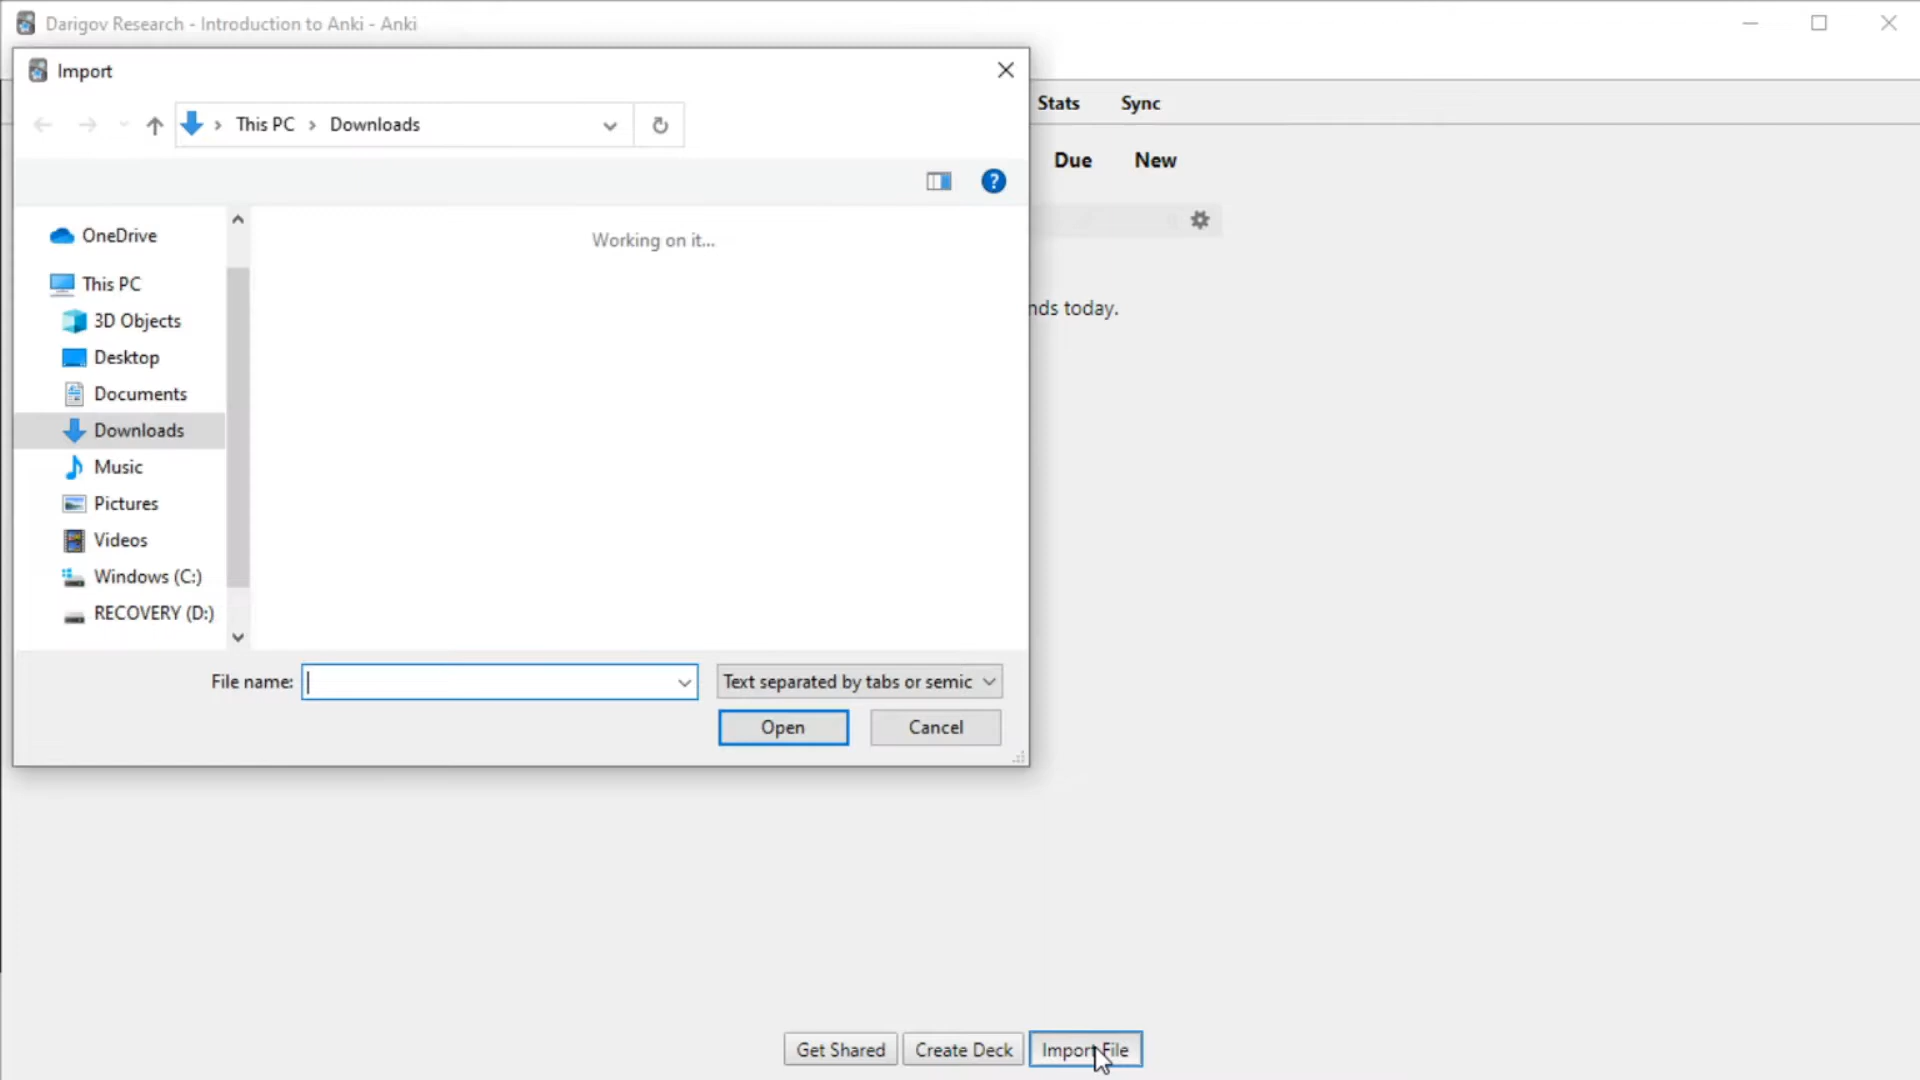 Darigov Research - Introduction to Anki - Anki
Import
This PC > Downloads
Stats Sync
Due New
OneDrive
This PC
3D Objects
Desktop
Documents
Downloads
Music
Pictures
Videos
Windows (C:)
RECOVERY (D:)
Working on it...
nds today.
File name:
Text separated by tabs or semic
Open Cancel
Get Shared Create Deck Import File